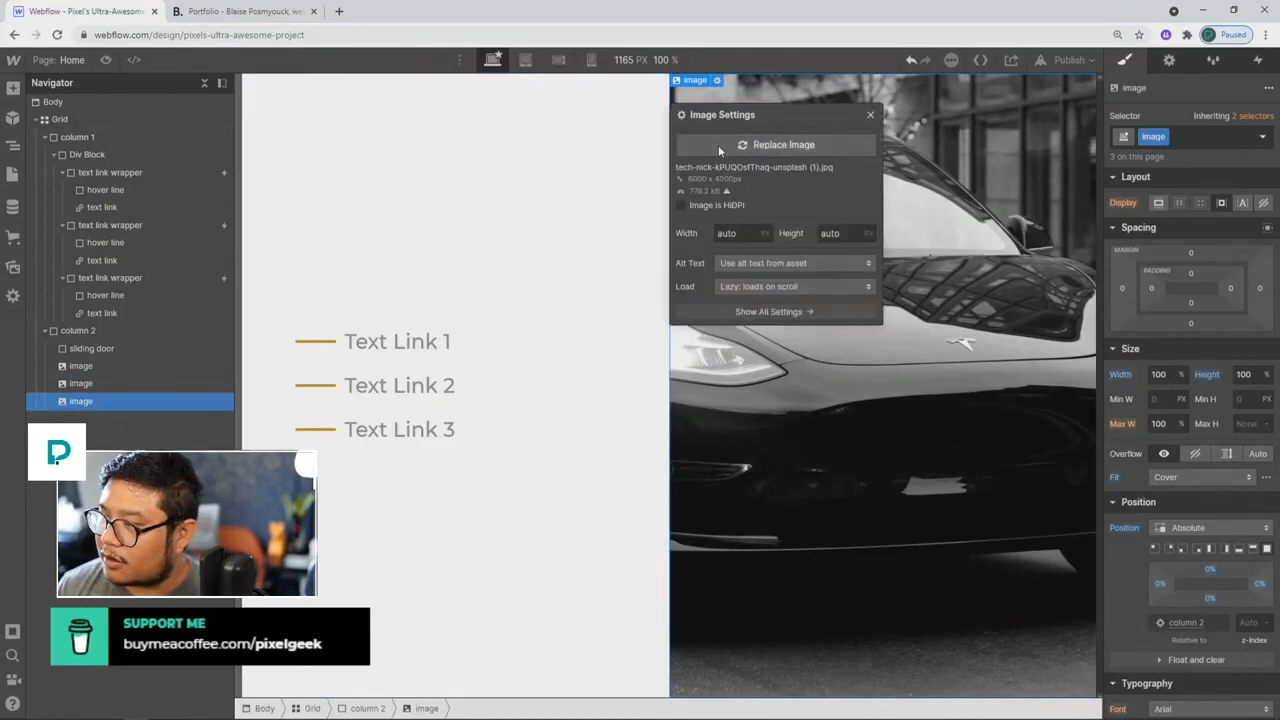 Webflow - Pixel's Ultra-Awesome
Portfolio - Blaise Posmyouck, we
webflow.com/design/pixels-ultra-awesome-project
Paused
Page: Home
1165 PX 100 %
Publish
Navigator
Body
Grid
column 1
Div Block
text link wrapper
hover line
text link
text link wrapper
hover line
text link
text link wrapper
hover line
text link
column 2
sliding door
image
image
image
Text Link 1
Text Link 2
Text Link 3
image
Image Settings
Replace Image
tech-nick-kPUQOsfThag-unsplash (1).jpg
6000 x 4000px
778.2 kB
Image is HiDPI
Width auto PX Height auto PX
Alt Text Use alt text from asset
Load Lazy: loads on scroll
Show All Settings
image
Selector Inheriting 2 selectors
image
3 on this page
Layout
Display
Spacing
MARGIN
0
PADDING
0
0 0 0 0
0
0
Size
Width 100 % Height 100 %
Min W 0 PX Min H 0 PX
Max W 100 % Max H None
Overflow Auto
Fit Cover
Position
Position Absolute
0%
0% 0%
0%
column 2 Auto
Relative to z-Index
Float and clear
Typography
Font Arial
SUPPORT ME
buymeacoffee.com/pixelgeek
Body Grid column 2 image